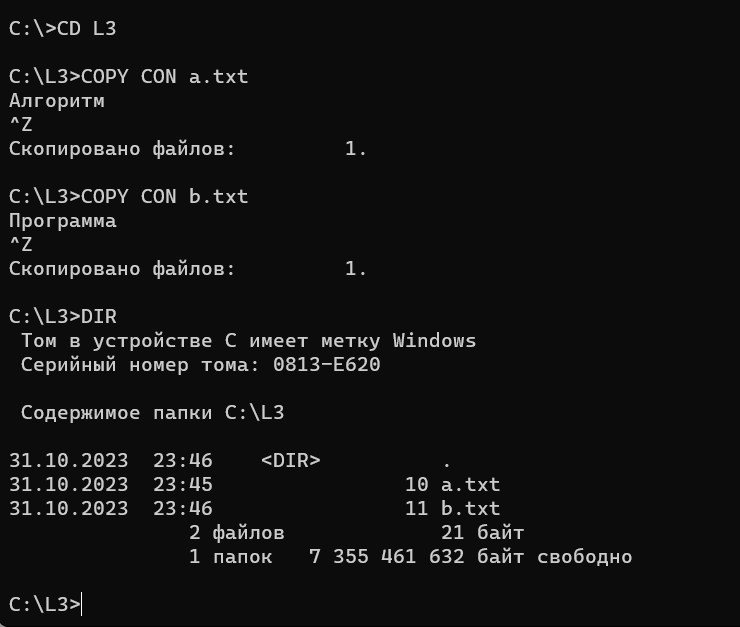 C:\>CD L3
C:\L3>COPY CON a.txt
Алгоритм
^Z
Скопировано файлов:         1.
C:\L3>COPY CON b.txt
Программа
^Z
Скопировано файлов:         1.
C:\L3>DIR
 Том в устройстве C имеет метку Windows
 Серийный номер тома: 0813-E620
 Содержимое папки C:\L3
31.10.2023  23:46    <DIR>          .
31.10.2023  23:45                10 a.txt
31.10.2023  23:46                11 b.txt
               2 файлов             21 байт
               1 папок   7 355 461 632 байт свободно
C:\L3>